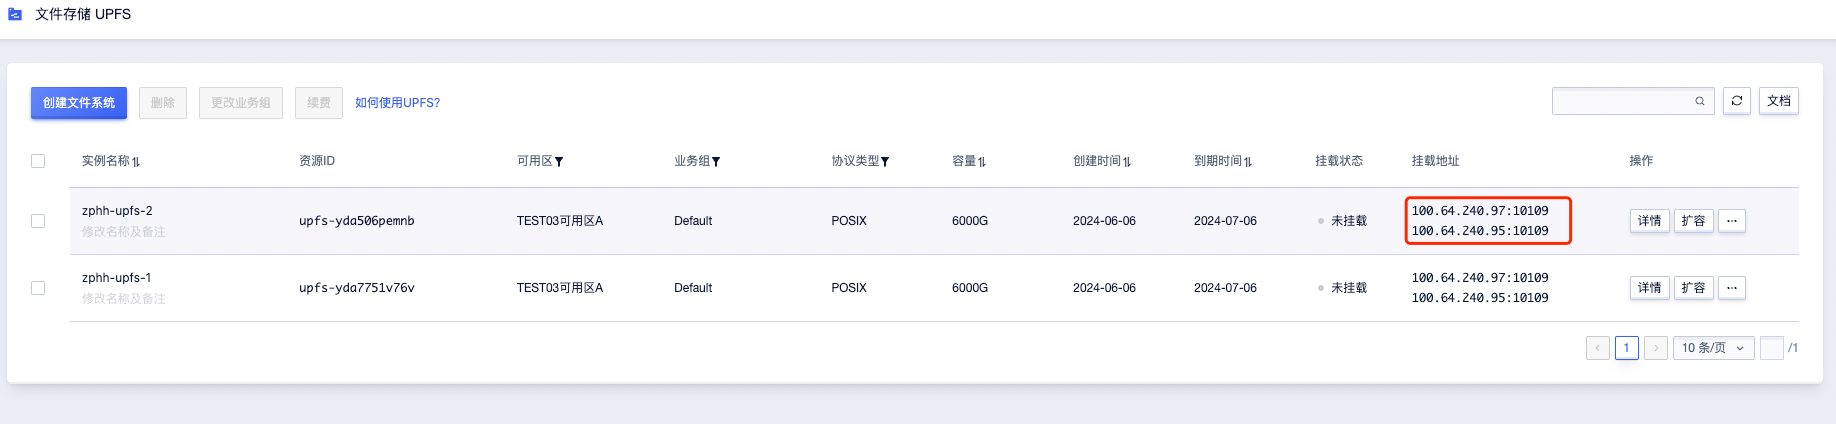 文件存储 UPFS
创建文件系统 删除 更改业务组 续费 如何使用UPFS? 文档
实例名称 资源ID 可用区 业务组 协议类型 容量 创建时间 到期时间 挂载状态 挂载地址 操作
zphh-upfs-2
修改名称及备注
upfs-yda506pemnb TEST03可用区A Default POSIX 6000G 2024-06-06 2024-07-06 未挂载
100.64.240.97:10109
100.64.240.95:10109
详情 扩容 ···
zphh-upfs-1
修改名称及备注
upfs-yda7751v76v TEST03可用区A Default POSIX 6000G 2024-06-06 2024-07-06 未挂载
100.64.240.97:10109
100.64.240.95:10109
详情 扩容 ···
1 10 条/页 /1